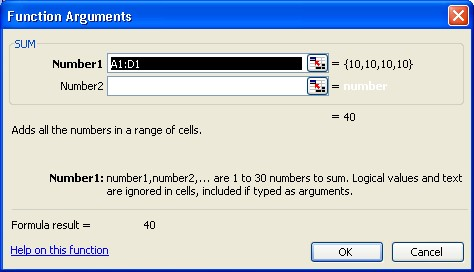 Function Arguments
SUM
Number1 A1:D1 = {10,10,10,10}
Number2 = number
= 40
Adds all the numbers in a range of cells.
Number1: number1,number2,... are 1 to 30 numbers to sum. Logical values and text
are ignored in cells, included if typed as arguments.
Formula result = 40
Help on this function
OK Cancel